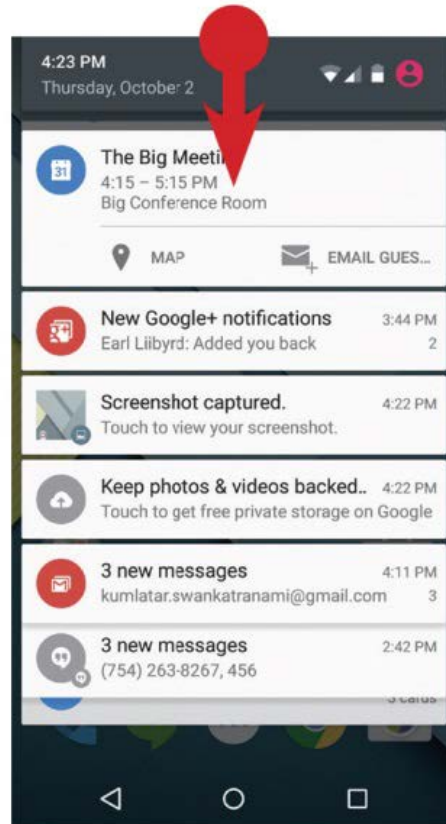 4:23 PM
Thursday, October 2
31
The Big Meeti
4:15 – 5:15 PM
Big Conference Room
MAP
EMAIL GUES...
New Google+ notifications 3:44 PM
Earl Liibyrd: Added you back 2
Screenshot captured. 4:22 PM
Touch to view your screenshot.
Keep photos & videos backed.. 4:22 PM
Touch to get free private storage on Google
3 new messages 4:11 PM
kumlatar.swankatranami@gmail.com 3
3 new messages 2:42 PM
(754) 263-8267, 456
3 cards